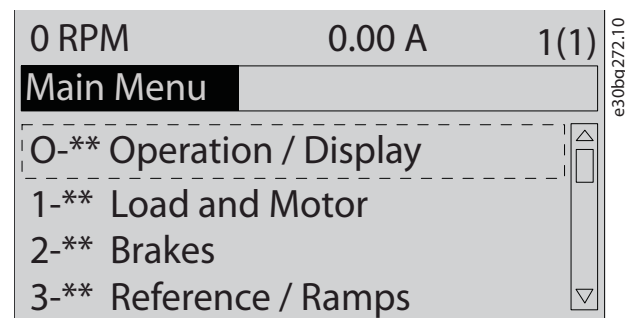 0 RPM 0.00 A 1(1)
Main Menu
O-** Operation / Display
1-** Load and Motor
2-** Brakes
3-** Reference / Ramps
e30bq272.10